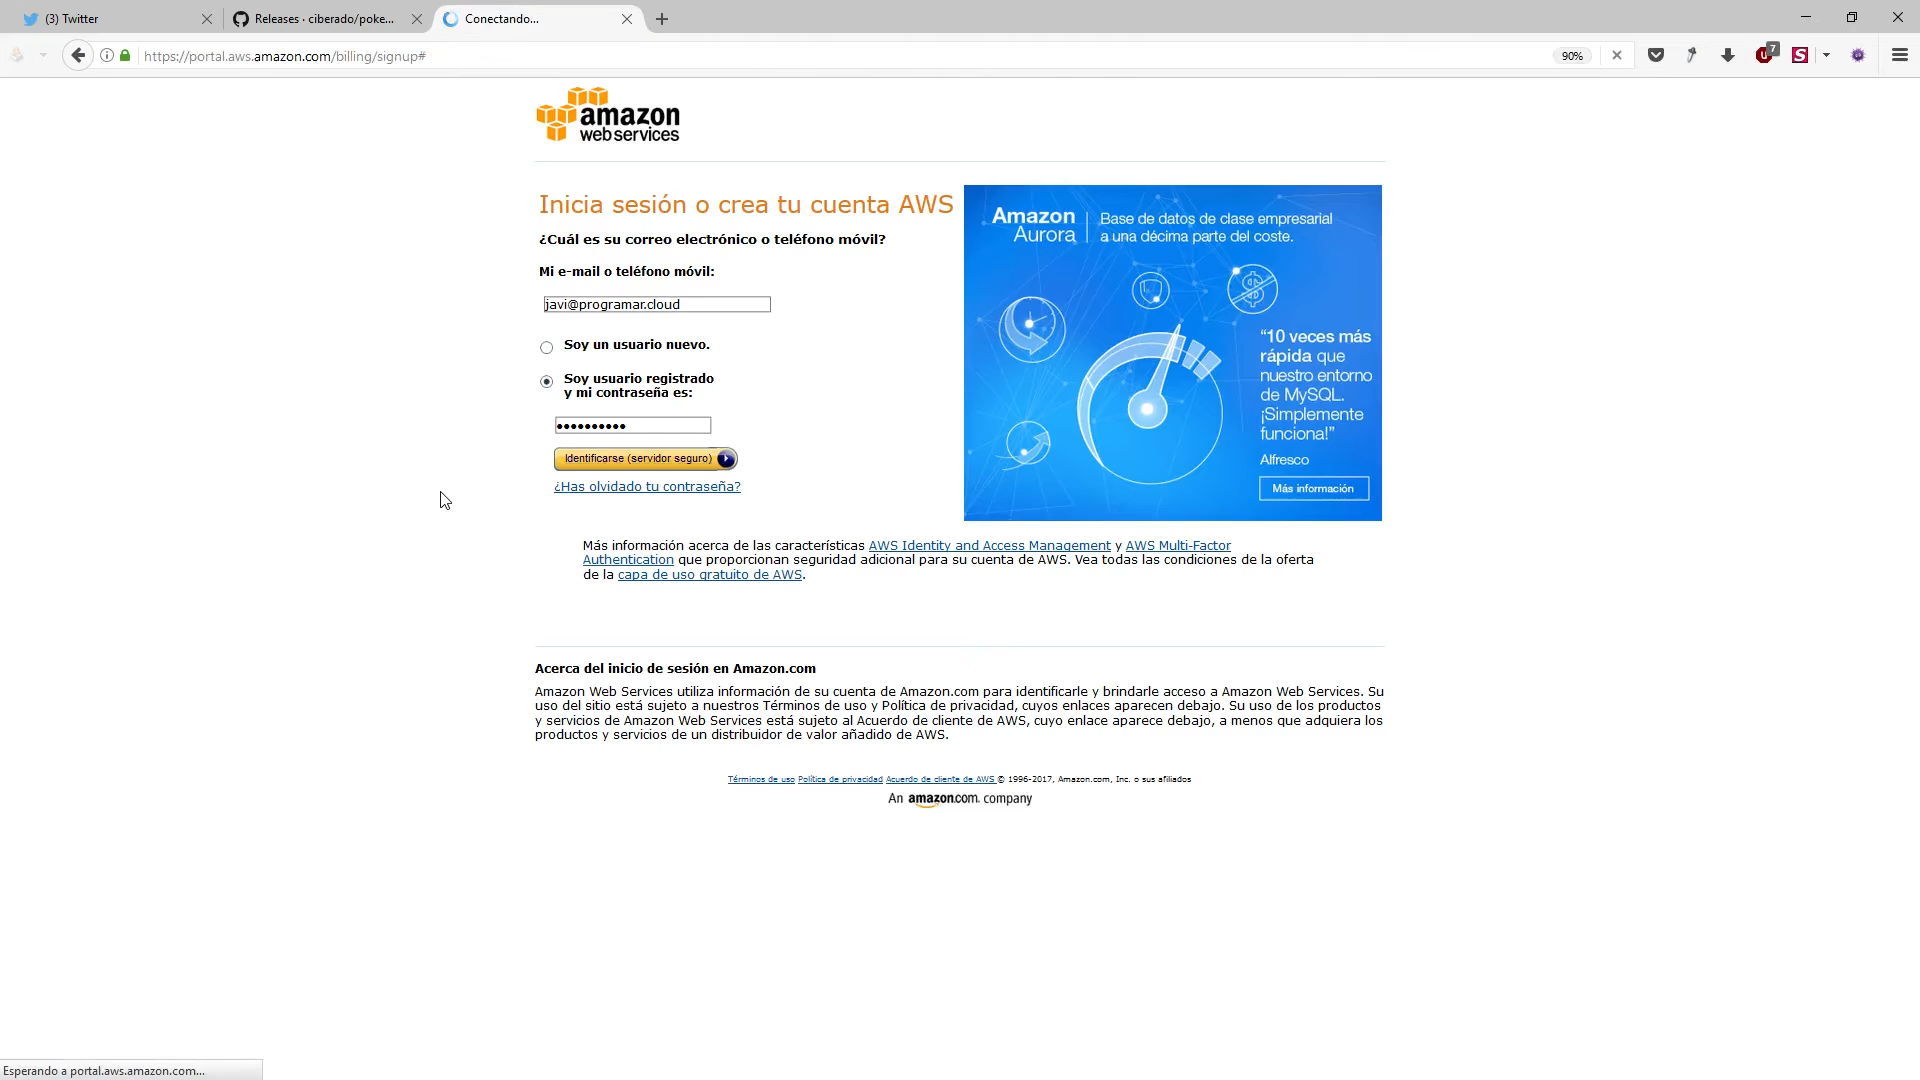 (3) Twitter
Releases · ciberado/poke...
Conectando...
https://portal.aws.amazon.com/billing/signup#
90%
7
S
amazon
web services
Inicia sesión o crea tu cuenta AWS
¿Cuál es su correo electrónico o teléfono móvil?
Mi e-mail o teléfono móvil:
javi@programar.cloud
Soy un usuario nuevo.
Soy usuario registrado
y mi contraseña es:
••••••••••
Identificarse (servidor seguro)
¿Has olvidado tu contraseña?
Amazon
Aurora
Base de datos de clase empresarial
a una décima parte del coste.
“10 veces más
rápida que
nuestro entorno
de MySQL.
¡Simplemente
funciona!”
Alfresco
Más información
Más información acerca de las características AWS Identity and Access Management y AWS Multi-Factor
Authentication que proporcionan seguridad adicional para su cuenta de AWS. Vea todas las condiciones de la oferta
de la capa de uso gratuito de AWS.
Acerca del inicio de sesión en Amazon.com
Amazon Web Services utiliza información de su cuenta de Amazon.com para identificarle y brindarle acceso a Amazon Web Services. Su
uso del sitio está sujeto a nuestros Términos de uso y Política de privacidad, cuyos enlaces aparecen debajo. Su uso de los productos
y servicios de Amazon Web Services está sujeto al Acuerdo de cliente de AWS, cuyo enlace aparece debajo, a menos que adquiera los
productos y servicios de un distribuidor de valor añadido de AWS.
Términos de uso Política de privacidad Acuerdo de cliente de AWS © 1996-2017, Amazon.com, Inc. o sus afiliados
An amazon.com. company
Esperando a portal.aws.amazon.com...